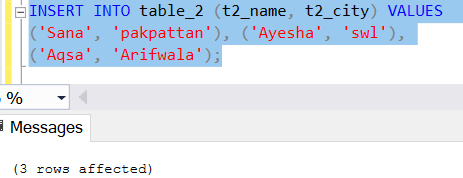 INSERT INTO table_2 (t2_name, t2_city) VALUES
('Sana', 'pakpattan'), ('Ayesha', 'swl'),
('Aqsa', 'Arifwala');
%
Messages
(3 rows affected)